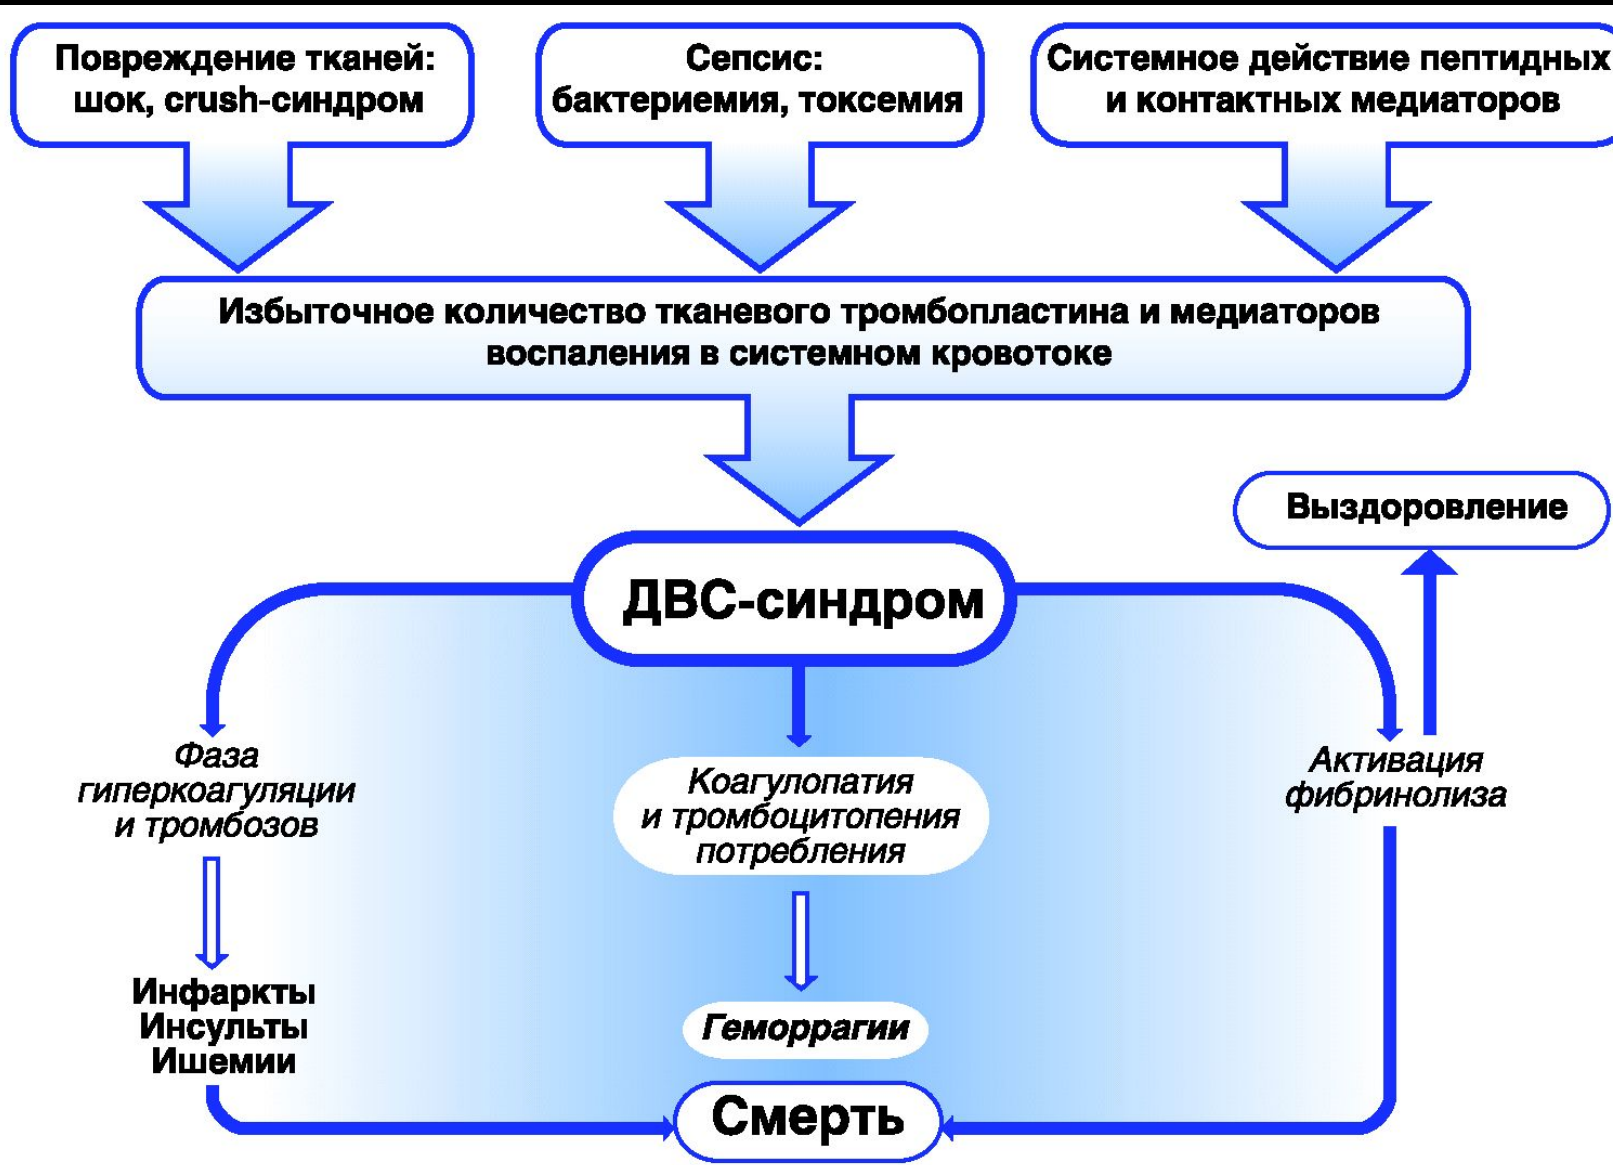 Повреждение тканей:
шок, crush-синдром
Сепсис:
бактериемия, токсемия
Системное действие пептидных
и контактных медиаторов
Избыточное количество тканевого тромбопластина и медиаторов
воспаления в системном кровотоке
Выздоровление
ДВС-синдром
Фаза
гиперкоагуляции
и тромбозов
Коагулопатия
и тромбоцитопения
потребления
Активация
фибринолиза
Инфаркты
Инсульты
Ишемии
Геморрагии
Смерть